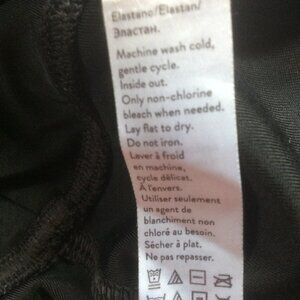 Elastano/Elastan/
Эластан.
Machine wash cold,
gentle cycle.
Inside out.
Only non-chlorine
bleach when needed.
Lay flat to dry.
Do not iron.
Laver à froid
en machine,
cycle délicat.
À l'envers.
Utiliser seulement
un agent de
blanchiment non
chloré au besoin.
Sécher à plat.
Ne pas repasser.